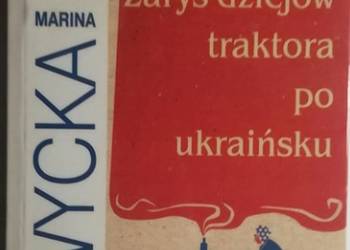 MARINA
WYCKA
zarys dziejów
traktora
po
ukraińsku